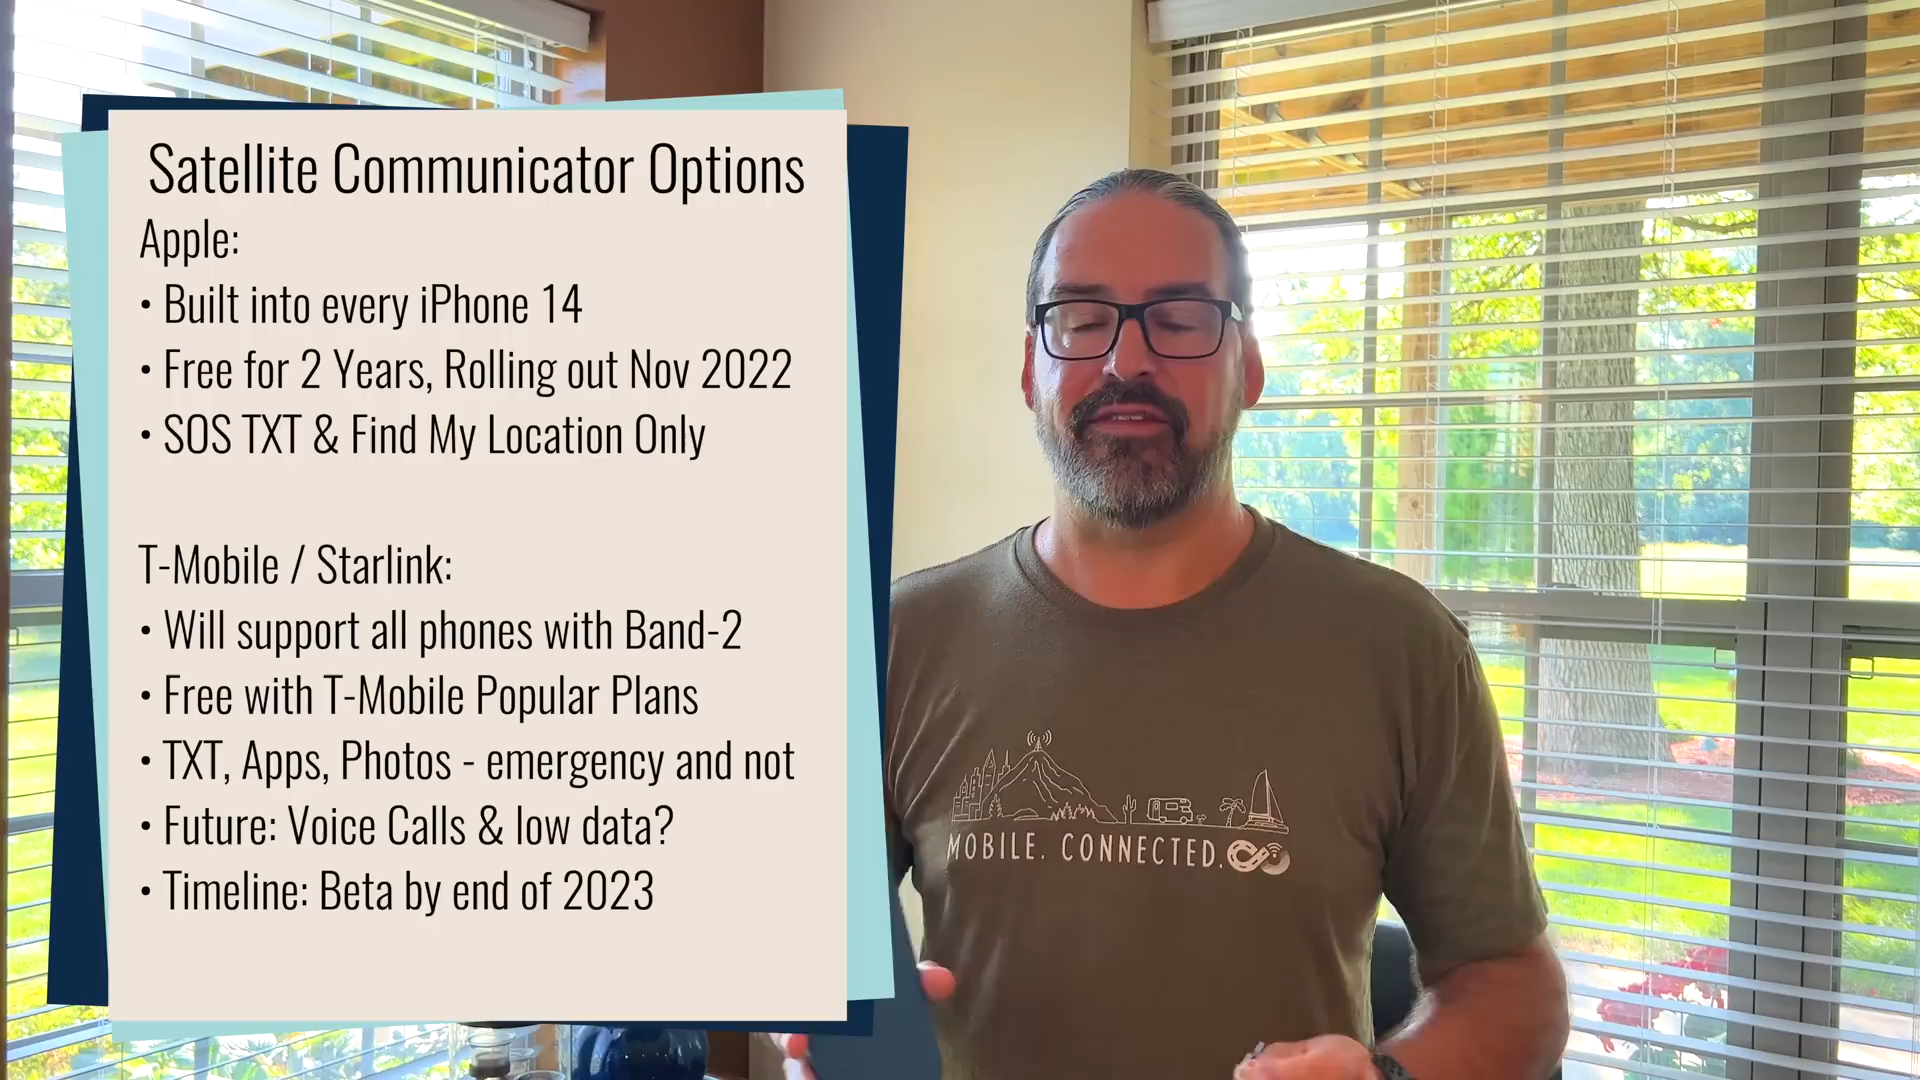 Satellite Communicator Options
Apple:
• Built into every iPhone 14
• Free for 2 Years, Rolling out Nov 2022
• SOS TXT & Find My Location Only
T-Mobile / Starlink:
• Will support all phones with Band-2
• Free with T-Mobile Popular Plans
• TXT, Apps, Photos - emergency and not
• Future: Voice Calls & low data?
• Timeline: Beta by end of 2023
MOBILE. CONNECTED.